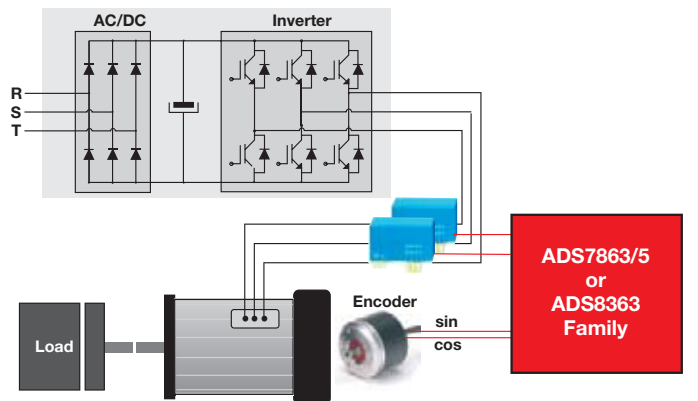 AC/DC
Inverter
R
S
T
ADS7863/5
or
ADS8363
Family
Encoder
sin
cos
Load